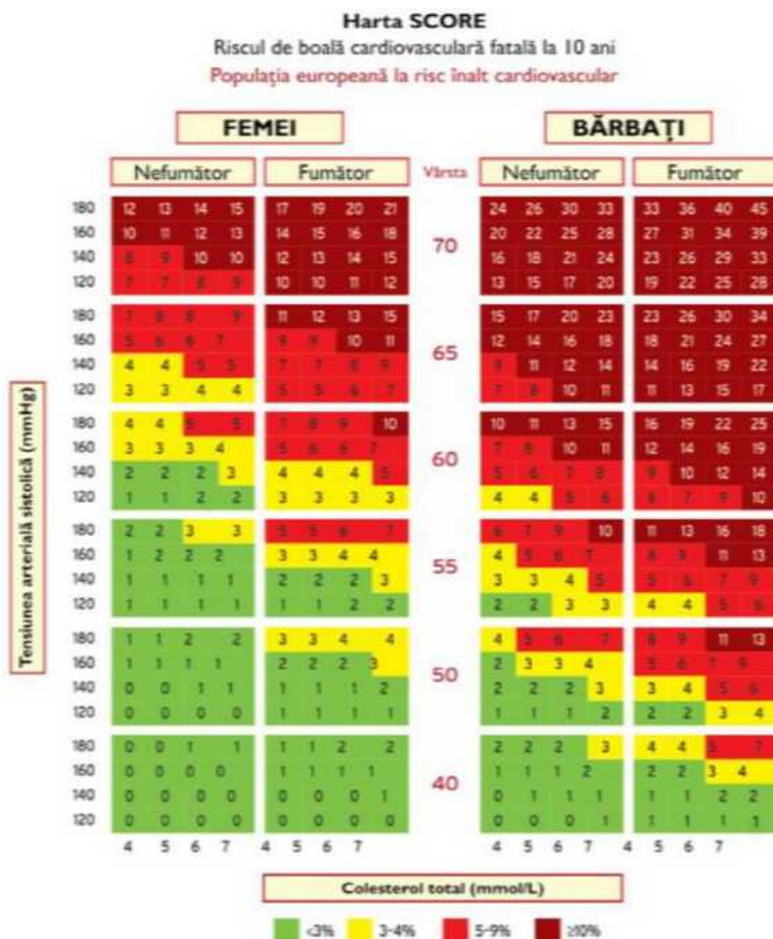 Harta SCORE
Riscul de boală cardiovasculară fatală la 10 ani
Populația europeană la risc înalt cardiovascular
FEMEI BĂRBAȚI
Nefumător Fumător Vârsta Nefumător Fumător
180 12 13 14 15 17 19 20 21 24 26 30 33 33 36 40 45
160 10 11 12 13 14 15 16 18 20 22 25 28 27 31 34 39
70
140 8 9 10 10 12 13 14 15 16 18 21 24 23 26 29 33
120 7 7 8 9 10 10 11 12 13 15 17 20 19 22 25 28
180 7 8 8 9 11 12 13 15 15 17 20 23 23 26 30 34
160 5 6 6 7 9 9 10 11 12 14 16 18 18 21 24 27
65
140 4 4 5 5 7 7 8 9 9 11 12 14 14 16 19 22
120 3 3 4 4 5 5 6 7 7 8 10 11 11 13 15 17
180 4 4 5 5 7 8 9 10 10 11 13 15 16 19 22 25
160 3 3 3 4 5 6 6 7 7 8 10 11 12 14 16 19
60
140 2 2 2 3 4 4 4 5 5 6 7 8 9 10 12 14
120 1 1 2 2 3 3 3 3 4 4 5 6 6 7 9 10
180 2 2 3 3 5 5 6 7 6 7 9 10 11 13 16 18
160 1 2 2 2 3 3 4 4 4 5 6 7 8 9 11 13
55
140 1 1 1 1 2 2 2 3 3 3 4 5 5 6 7 9
120 1 1 1 1 1 1 2 2 2 2 3 3 4 4 5 6
180 1 1 2 2 3 3 4 4 4 5 6 7 8 9 11 13
160 1 1 1 1 2 2 2 3 2 3 3 4 5 6 7 9
50
140 0 0 1 1 1 1 1 2 2 2 2 3 3 4 5 6
120 0 0 0 0 1 1 1 1 1 1 1 2 2 2 3 4
180 0 0 1 1 1 1 2 2 2 2 2 3 4 4 5 7
160 0 0 0 0 1 1 1 1 1 1 1 2 2 2 3 4
40
140 0 0 0 0 0 0 0 1 0 1 1 1 1 1 2 2
120 0 0 0 0 0 0 0 0 0 0 0 1 1 1 1 1
4 5 6 7 4 5 6 7 4 5 6 7 4 5 6 7
Tensiunea arterială sistolică (mmHg)
Colesterol total (mmol/L)
<3% 3-4% 5-9% ≥10%